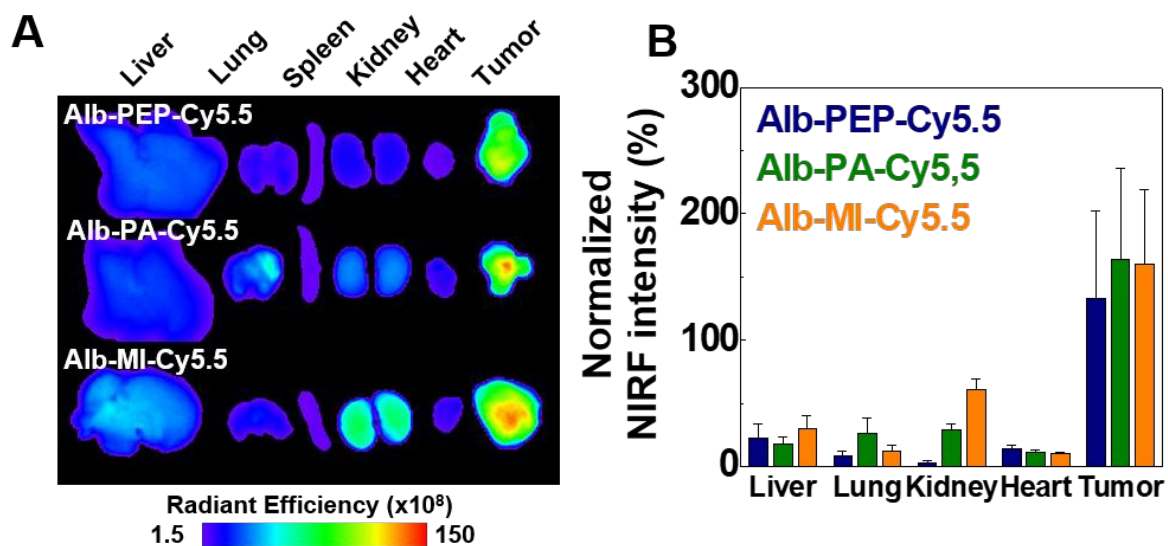 A
Liver
Lung
Spleen
Kidney
Heart
Tumor
Alb-PEP-Cy5.5
Alb-PA-Cy5.5
Alb-MI-Cy5.5
Radiant Efficiency (x10⁸)
1.5
150
B
Normalized
NIRF intensity (%)
300
200
100
0
Alb-PEP-Cy5.5
Alb-PA-Cy5,5
Alb-MI-Cy5.5
Liver Lung Kidney Heart Tumor